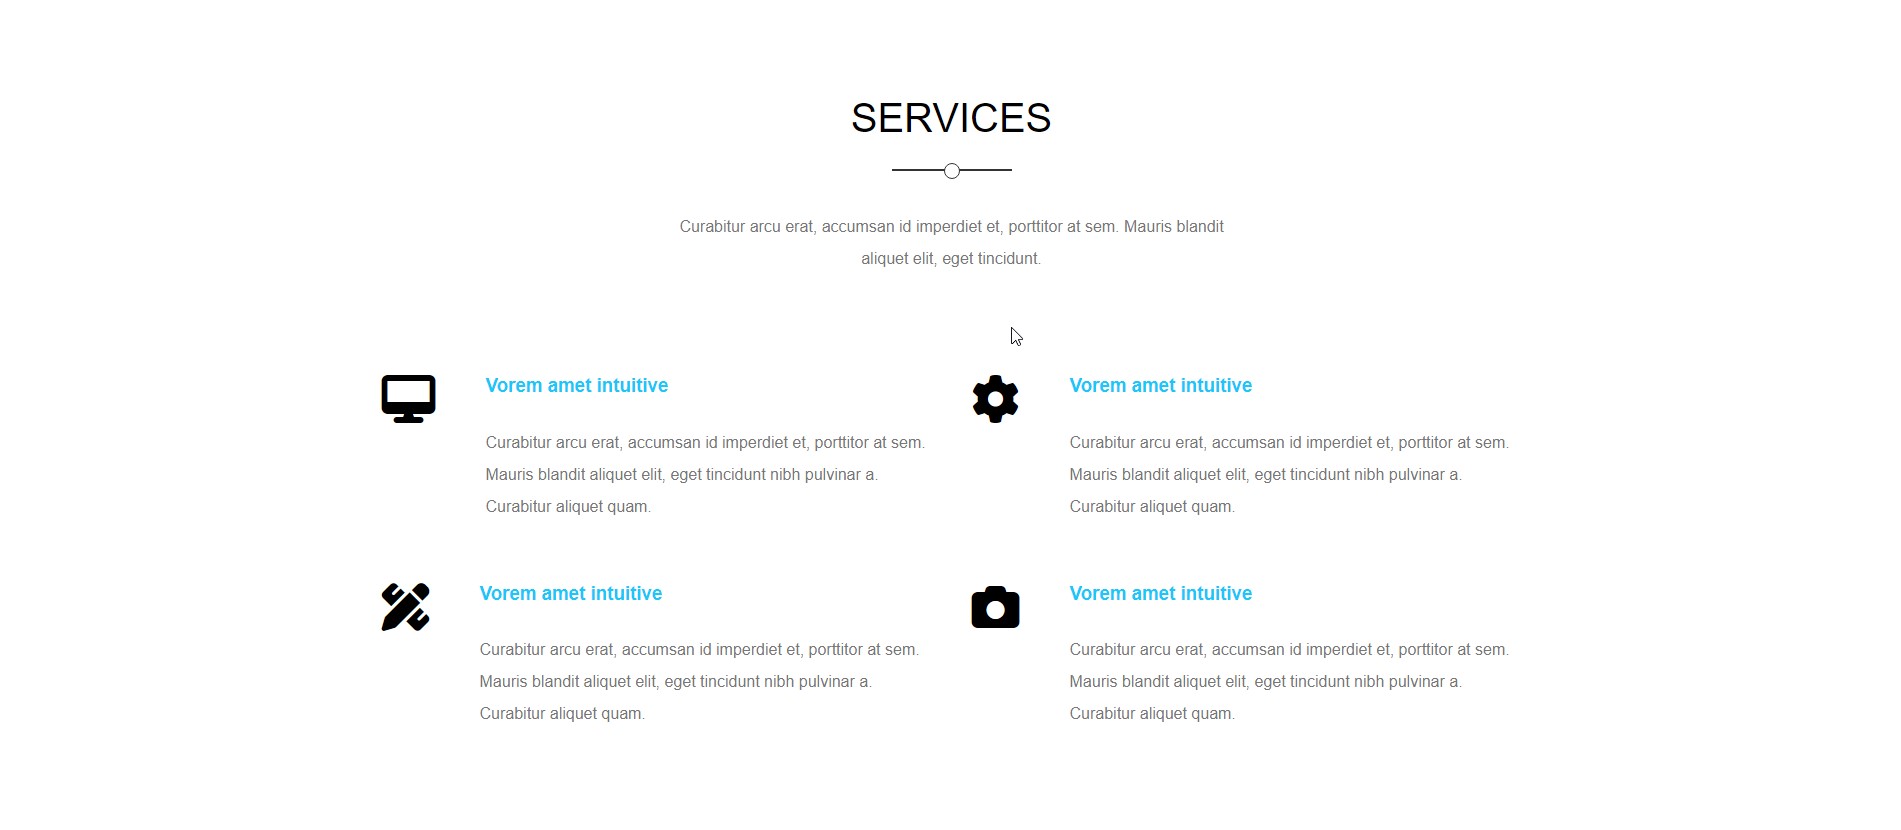 SERVICES
Curabitur arcu erat, accumsan id imperdiet et, porttitor at sem. Mauris blandit
aliquet elit, eget tincidunt.
Vorem amet intuitive
Curabitur arcu erat, accumsan id imperdiet et, porttitor at sem.
Mauris blandit aliquet elit, eget tincidunt nibh pulvinar a.
Curabitur aliquet quam.
Vorem amet intuitive
Curabitur arcu erat, accumsan id imperdiet et, porttitor at sem.
Mauris blandit aliquet elit, eget tincidunt nibh pulvinar a.
Curabitur aliquet quam.
Vorem amet intuitive
Curabitur arcu erat, accumsan id imperdiet et, porttitor at sem.
Mauris blandit aliquet elit, eget tincidunt nibh pulvinar a.
Curabitur aliquet quam.
Vorem amet intuitive
Curabitur arcu erat, accumsan id imperdiet et, porttitor at sem.
Mauris blandit aliquet elit, eget tincidunt nibh pulvinar a.
Curabitur aliquet quam.